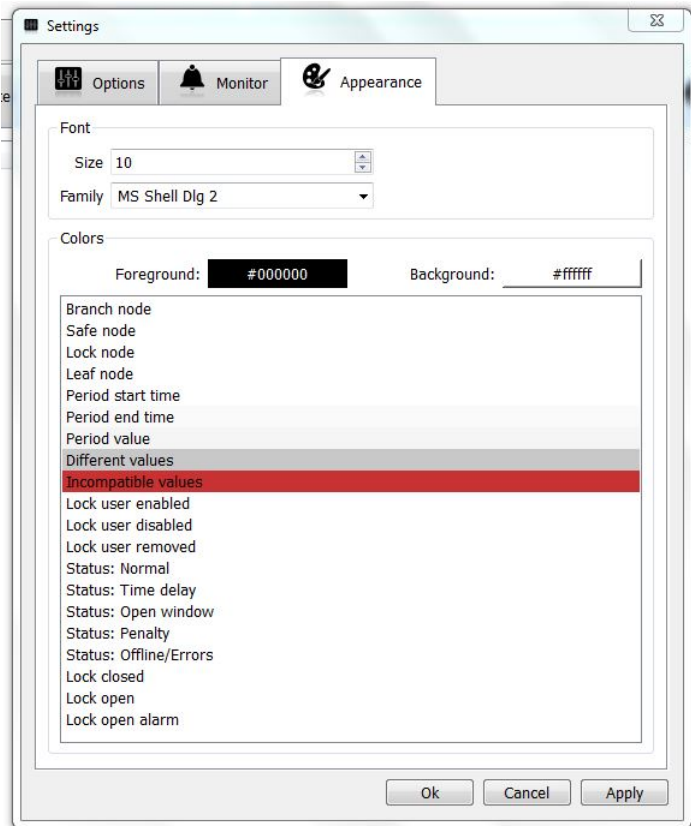 Settings
Options Monitor Appearance
Font
Size 10
Family MS Shell Dlg 2
Colors
Foreground: #000000 Background: #ffffff
Branch node
Safe node
Lock node
Leaf node
Period start time
Period end time
Period value
Different values
Incompatible values
Lock user enabled
Lock user disabled
Lock user removed
Status: Normal
Status: Time delay
Status: Open window
Status: Penalty
Status: Offline/Errors
Lock closed
Lock open
Lock open alarm
Ok Cancel Apply